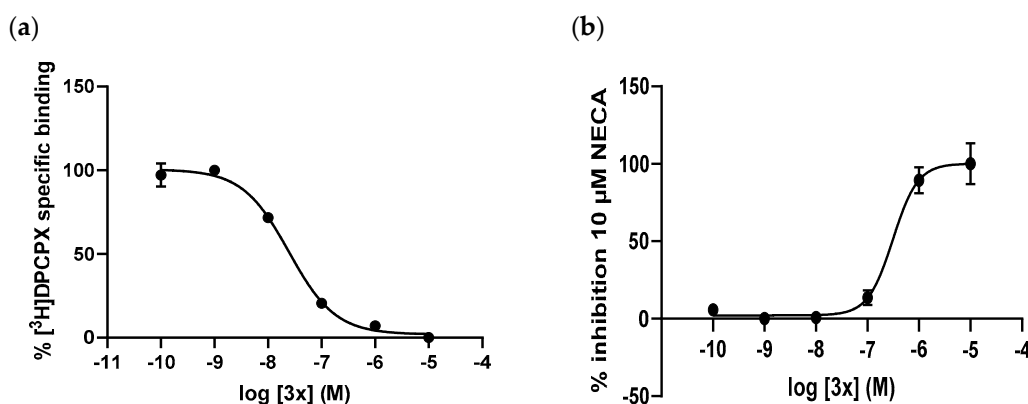 (a)
(b)
% [³H]DPCPX specific binding
150
100
50
0
-11 -10 -9 -8 -7 -6 -5 -4
log [3x] (M)
% inhibition 10 µM NECA
150
100
50
0
-50
-10 -9 -8 -7 -6 -5 -4
log [3x] (M)